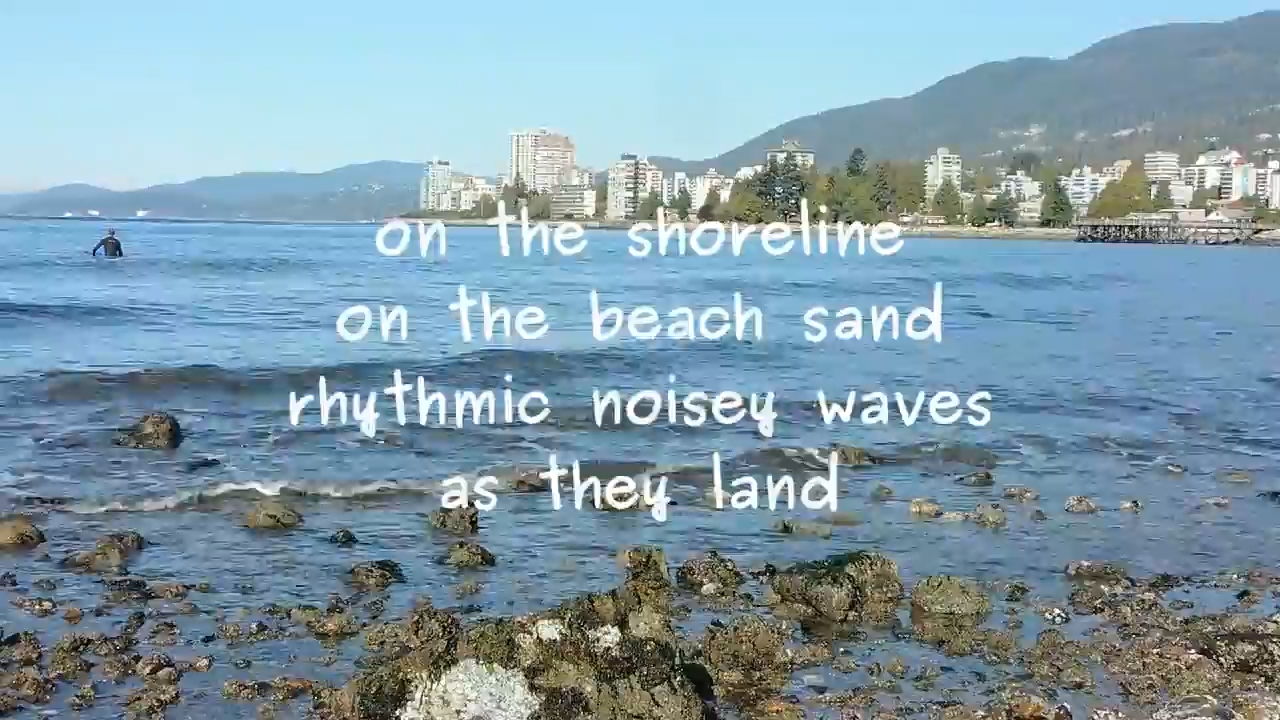 on the shoreline
on the beach sand
rhythmic noisey waves
as they land